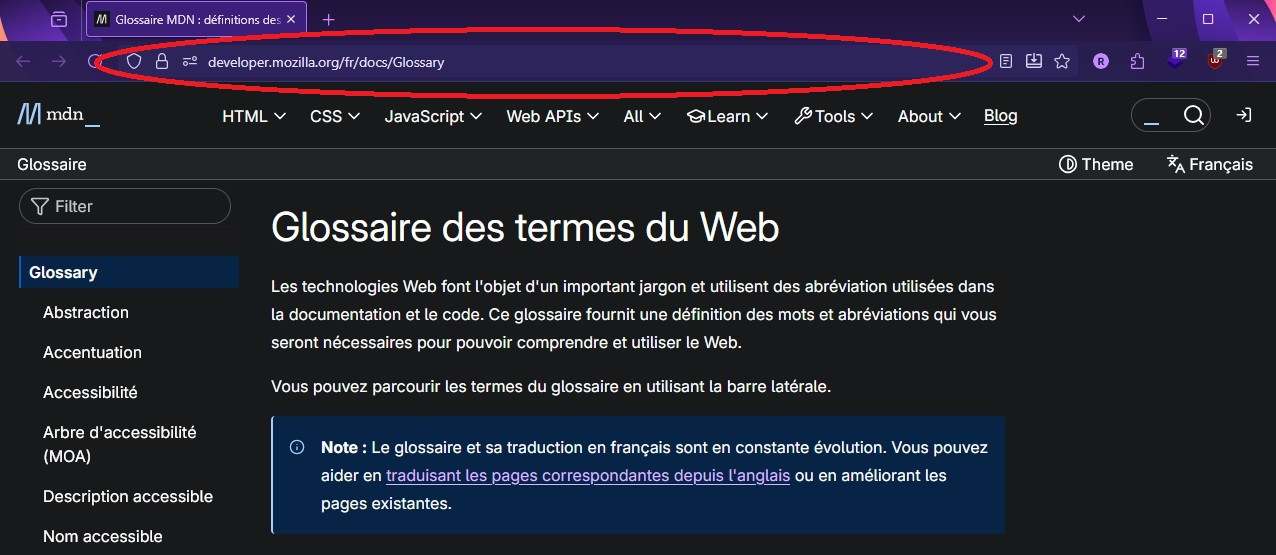 Glossaire MDN : définitions des
developer.mozilla.org/fr/docs/Glossary
R
12
2
mdn_
HTML
CSS
JavaScript
Web APIs
All
Learn
Tools
About
Blog
Glossaire
Theme
Français
Filter
Glossary
Abstraction
Accentuation
Accessibilité
Arbre d'accessibilité
(MOA)
Description accessible
Nom accessible
Glossaire des termes du Web
Les technologies Web font l'objet d'un important jargon et utilisent des abréviation utilisées dans
la documentation et le code. Ce glossaire fournit une définition des mots et abréviations qui vous
seront nécessaires pour pouvoir comprendre et utiliser le Web.
Vous pouvez parcourir les termes du glossaire en utilisant la barre latérale.
Note : Le glossaire et sa traduction en français sont en constante évolution. Vous pouvez
aider en traduisant les pages correspondantes depuis l'anglais ou en améliorant les
pages existantes.